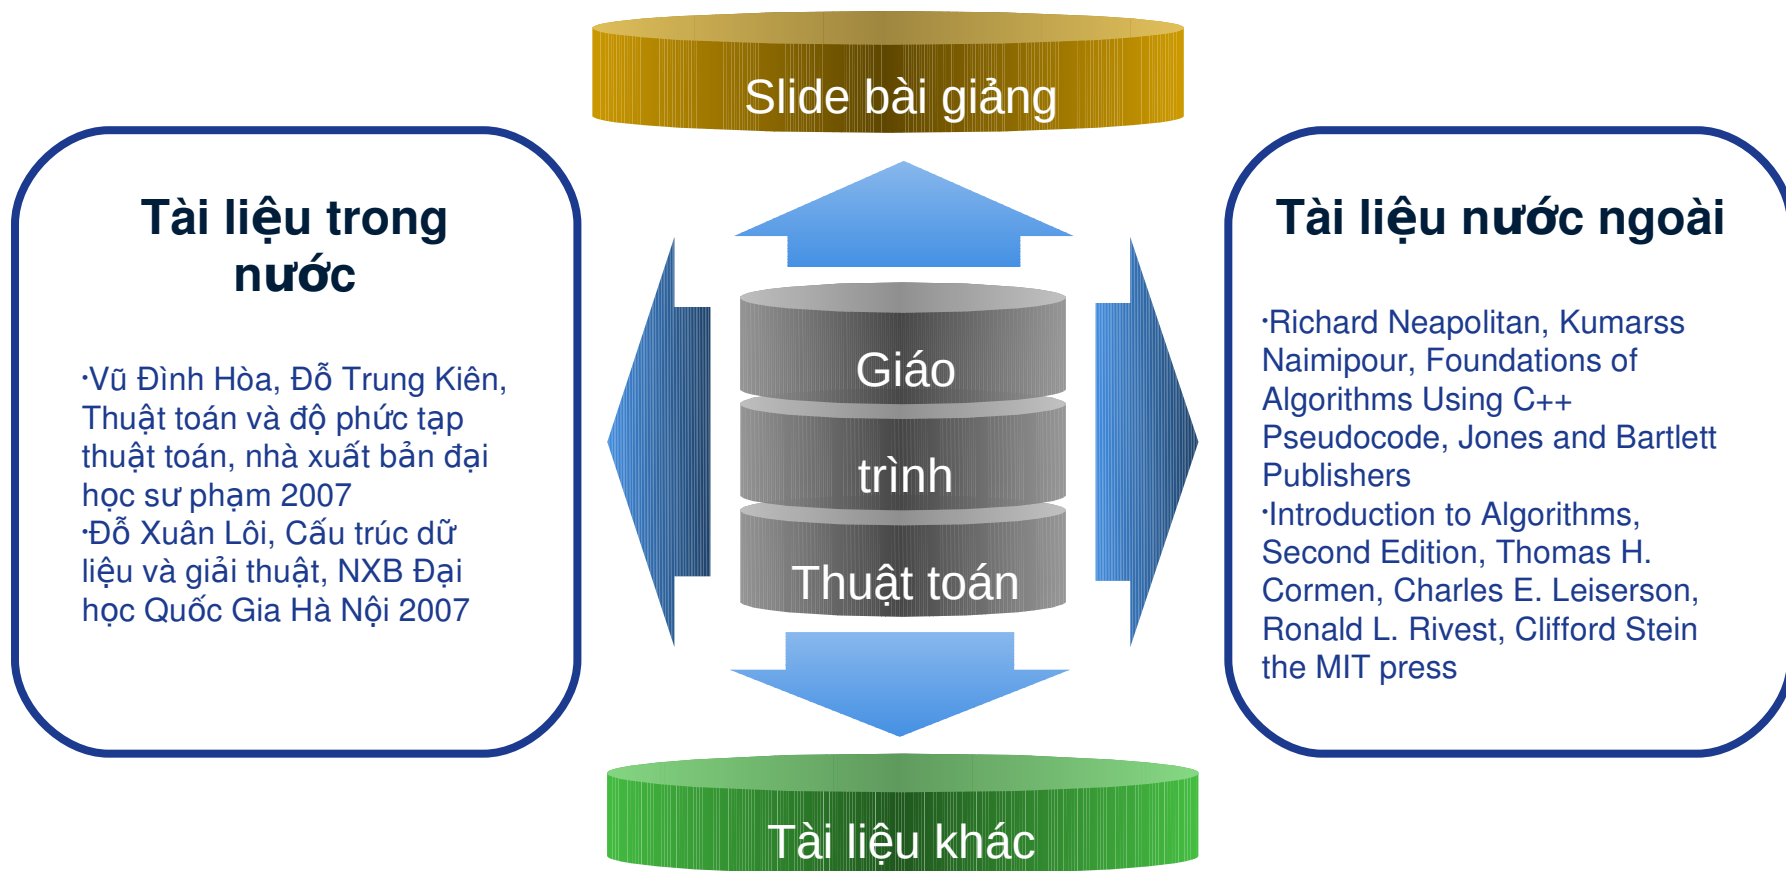 Slide bài giảng
Tài liệu trong
nước
·Vũ Đình Hòa, Đỗ Trung Kiên,
Thuật toán và độ phức tạp
thuật toán, nhà xuất bản đại
học sư phạm 2007
·Đỗ Xuân Lôi, Cấu trúc dữ
liệu và giải thuật, NXB Đại
học Quốc Gia Hà Nội 2007
Giáo
trình
Thuật toán
Tài liệu nước ngoài
·Richard Neapolitan, Kumarss
Naimipour, Foundations of
Algorithms Using C++
Pseudocode, Jones and Bartlett
Publishers
·Introduction to Algorithms,
Second Edition, Thomas H.
Cormen, Charles E. Leiserson,
Ronald L. Rivest, Clifford Stein
the MIT press
Tài liệu khác